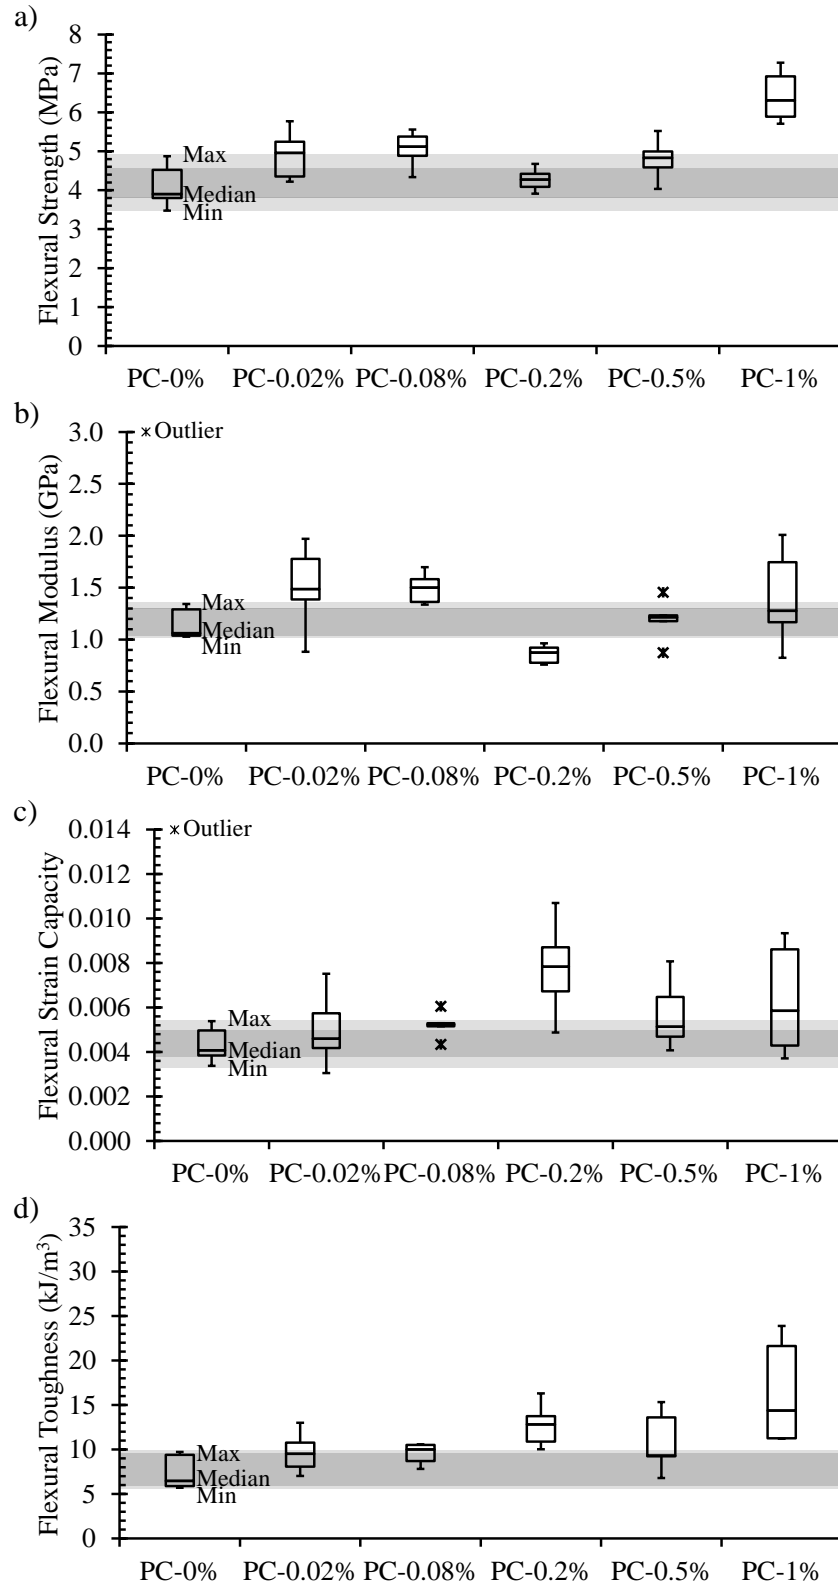 a)
Flexural Strength (MPa)
8
7
6
5
4
3
2
1
0
Max
Median
Min
PC-0% PC-0.02% PC-0.08% PC-0.2% PC-0.5% PC-1%
b)
Flexural Modulus (GPa)
3.0
2.5
2.0
1.5
1.0
0.5
0.0
Outlier
Max
Median
Min
PC-0% PC-0.02% PC-0.08% PC-0.2% PC-0.5% PC-1%
c)
Flexural Strain Capacity
0.014
0.012
0.010
0.008
0.006
0.004
0.002
0.000
Outlier
Max
Median
Min
PC-0% PC-0.02% PC-0.08% PC-0.2% PC-0.5% PC-1%
d)
Flexural Toughness (kJ/m³)
35
30
25
20
15
10
5
0
Max
Median
Min
PC-0% PC-0.02% PC-0.08% PC-0.2% PC-0.5% PC-1%